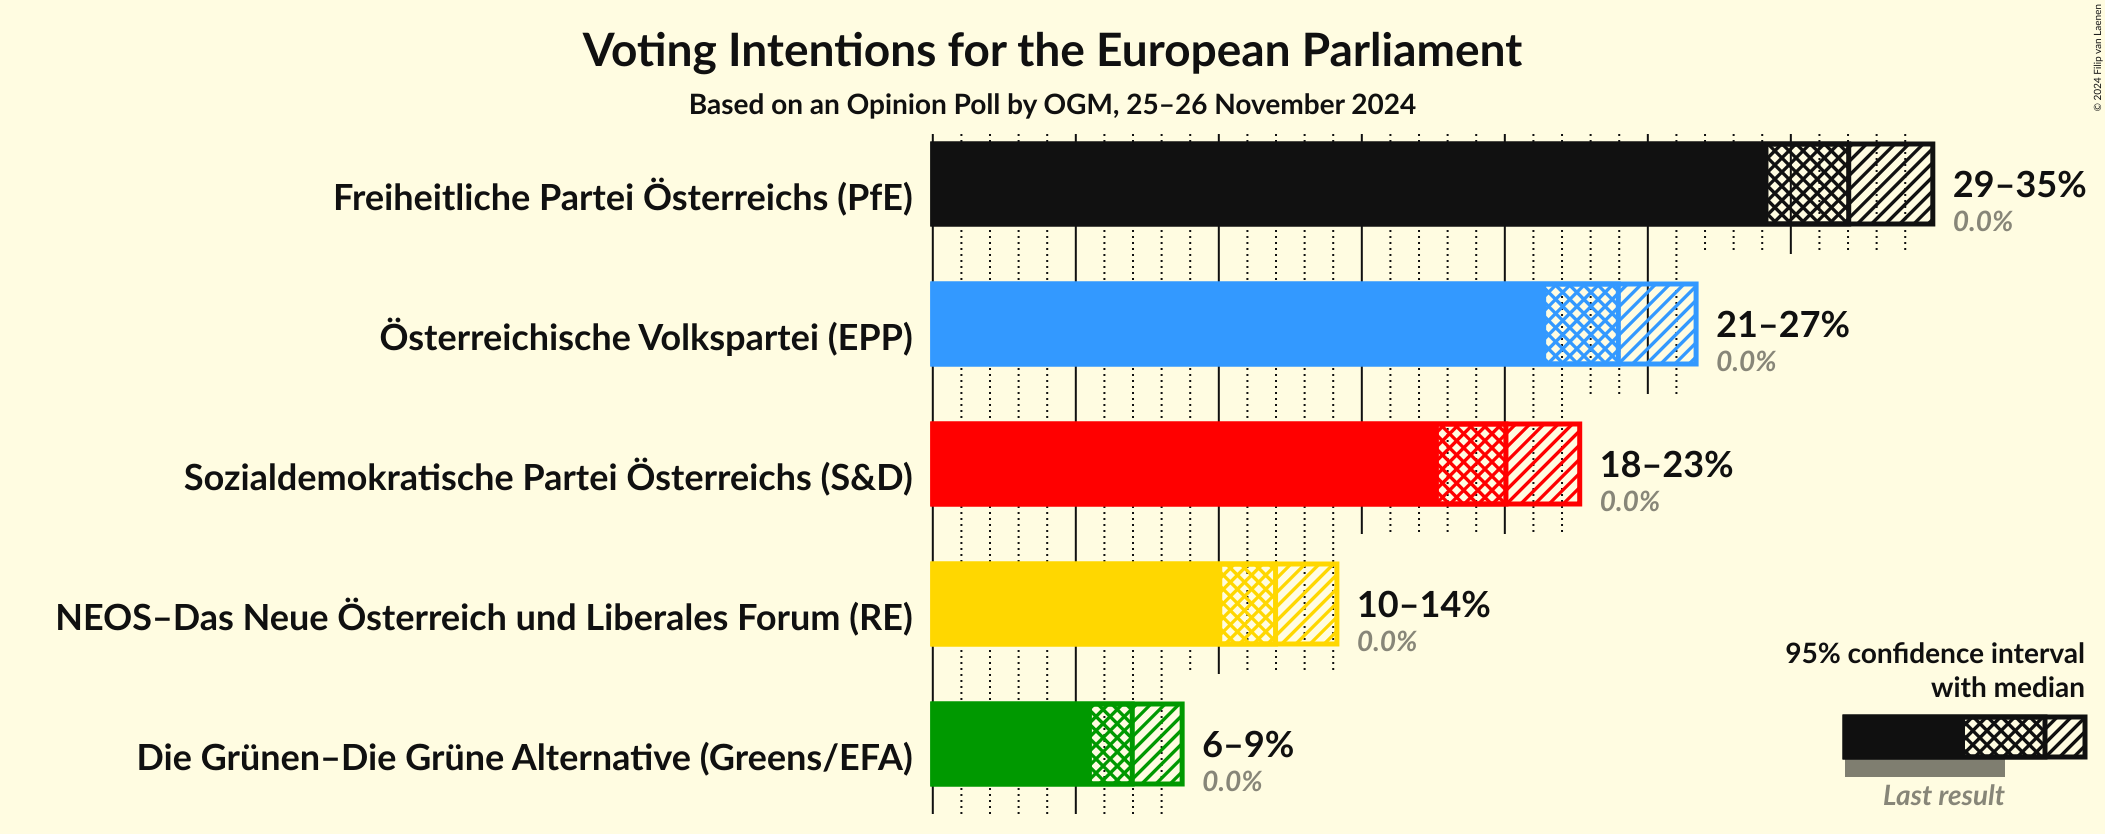 Voting Intentions for the European Parliament
Based on an Opinion Poll by OGM, 25–26 November 2024
© 2024 Filip van Laenen
Freiheitliche Partei Österreichs (PfE)
29–35%
0.0%
Österreichische Volkspartei (EPP)
21–27%
0.0%
Sozialdemokratische Partei Österreichs (S&D)
18–23%
0.0%
NEOS–Das Neue Österreich und Liberales Forum (RE)
10–14%
0.0%
Die Grünen–Die Grüne Alternative (Greens/EFA)
6–9%
0.0%
95% confidence interval
with median
Last result